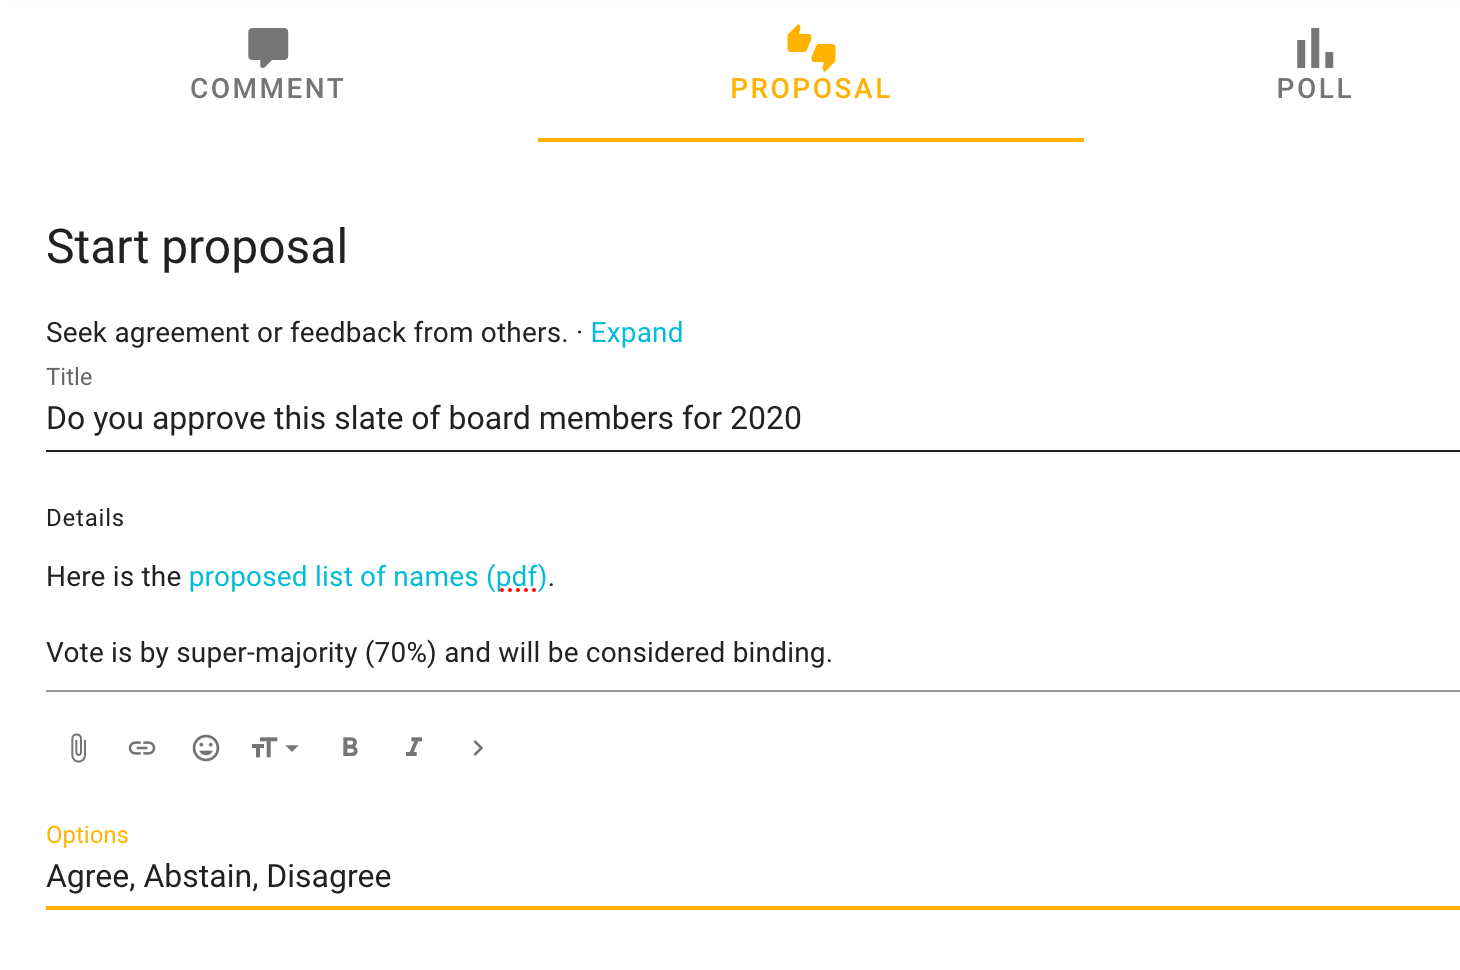 COMMENT
PROPOSAL
POLL
Start proposal
Seek agreement or feedback from others. · Expand
Title
Do you approve this slate of board members for 2020
Details
Here is the proposed list of names (pdf).
Vote is by super-majority (70%) and will be considered binding.
Options
Agree, Abstain, Disagree